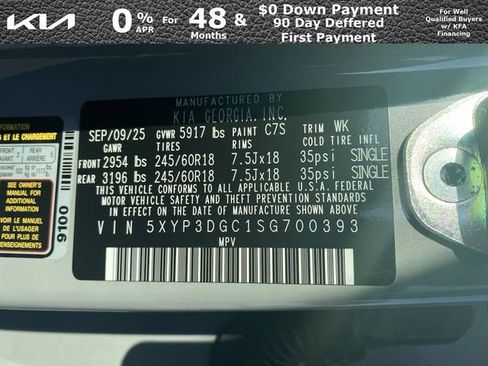 KIA
0% APR For 48 & Months
$0 Down Payment
90 Day Deffered
First Payment
For Well
Qualified Buyers
w/ KFA
Financing
MANUFACTURED BY
KIA GEORGIA, INC.
SEP/09/25 GVWR 5917 lbs PAINT C7S TRIM WK
GAWR COLD TIRE INFL
FRONT 2954 lbs 245/60R18 7.5Jx18 35psi SINGLE
REAR 3196 lbs 245/60R18 7.5Jx18 35psi SINGLE
THIS VEHICLE CONFORMS TO ALL APPLICABLE U.S.A. FEDERAL
MOTOR VEHICLE SAFETY AND THEFT PREVENTION STANDARDS
IN EFFECT ON THE DATE OF MANUFACTURE SHOWN ABOVE.
VIN 5XYP3DGC1SG700393
MPV
ET LE CHARGEMENT
SEE OWNER'S
MANUAL FOR
ADDITIONAL
INFORMATION
VOIR LE MANUEL
POUR PLUS DE
RENSEIGNEMENTS
9100